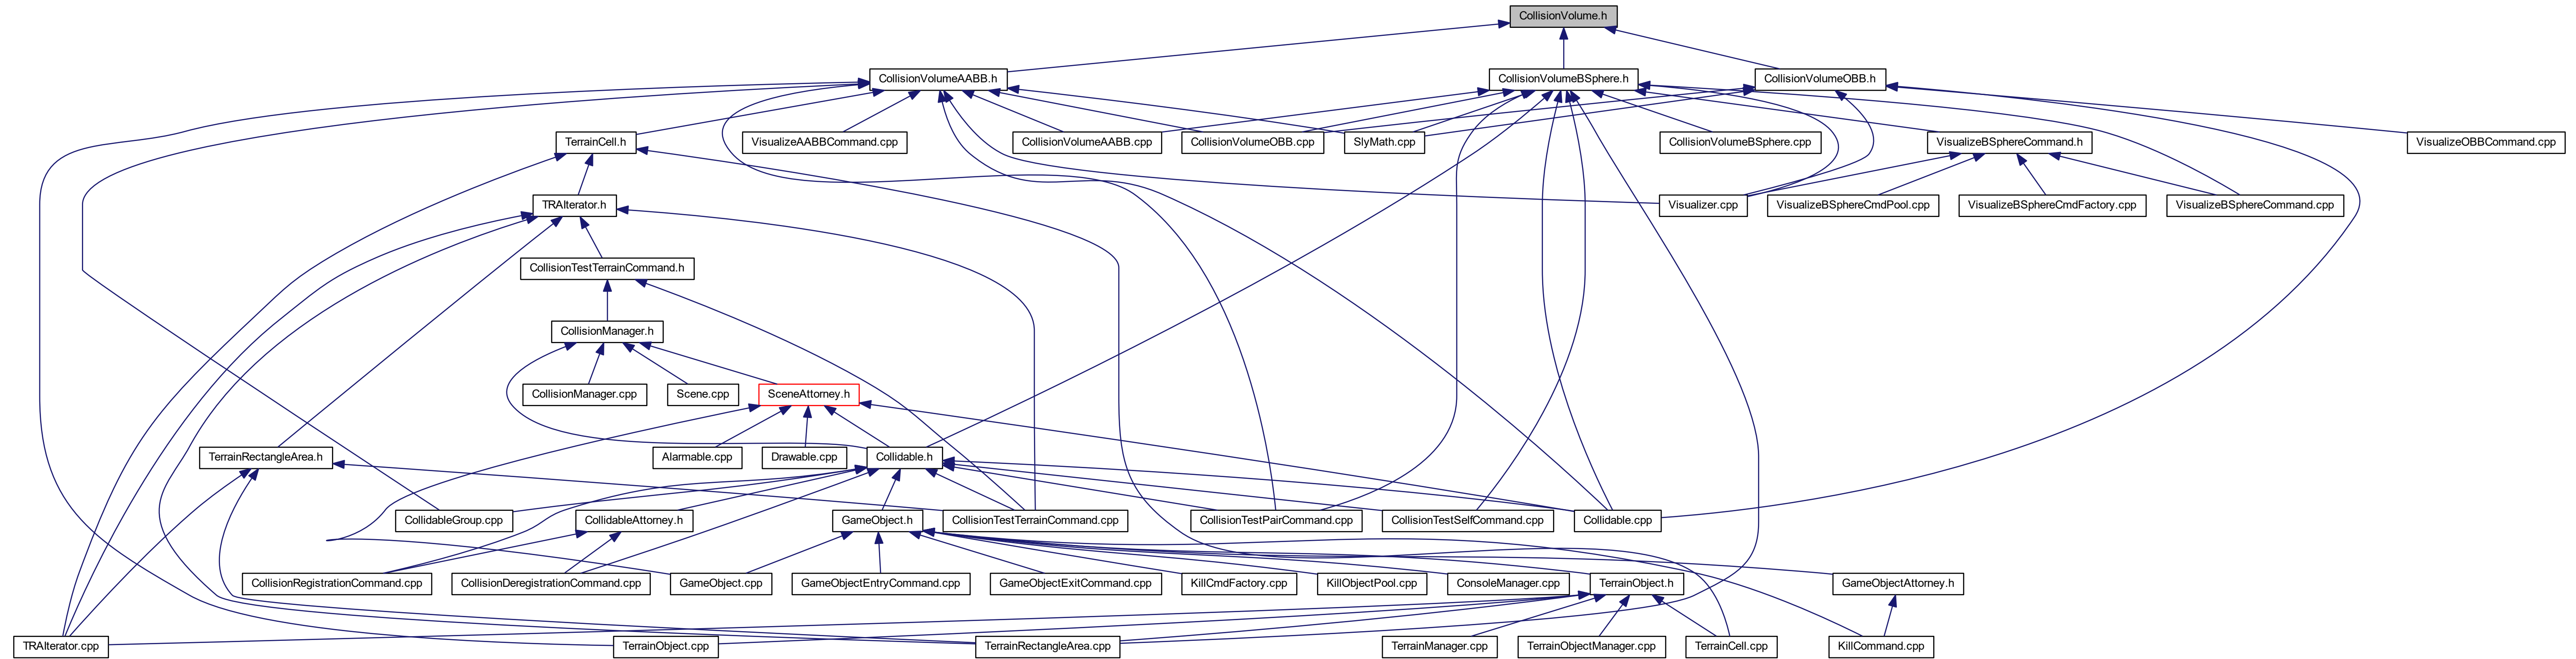 CollisionVolume.h
CollisionVolumeAABB.h
CollisionVolumeBSphere.h
CollisionVolumeOBB.h
TerrainCell.h
VisualizeAABBCommand.cpp
CollisionVolumeAABB.cpp
CollisionVolumeOBB.cpp
SlyMath.cpp
CollisionVolumeBSphere.cpp
VisualizeBSphereCommand.h
VisualizeOBBCommand.cpp
TRAIterator.h
Visualizer.cpp
VisualizeBSphereCmdPool.cpp
VisualizeBSphereCmdFactory.cpp
VisualizeBSphereCommand.cpp
CollisionTestTerrainCommand.h
CollisionManager.h
CollisionManager.cpp
Scene.cpp
SceneAttorney.h
TerrainRectangleArea.h
Alarmable.cpp
Drawable.cpp
Collidable.h
CollidableGroup.cpp
CollidableAttorney.h
GameObject.h
CollisionTestTerrainCommand.cpp
CollisionTestPairCommand.cpp
CollisionTestSelfCommand.cpp
Collidable.cpp
CollisionRegistrationCommand.cpp
CollisionDeregistrationCommand.cpp
GameObject.cpp
GameObjectEntryCommand.cpp
GameObjectExitCommand.cpp
KillCmdFactory.cpp
KillObjectPool.cpp
ConsoleManager.cpp
TerrainObject.h
GameObjectAttorney.h
TRAIterator.cpp
TerrainObject.cpp
TerrainRectangleArea.cpp
TerrainManager.cpp
TerrainObjectManager.cpp
TerrainCell.cpp
KillCommand.cpp